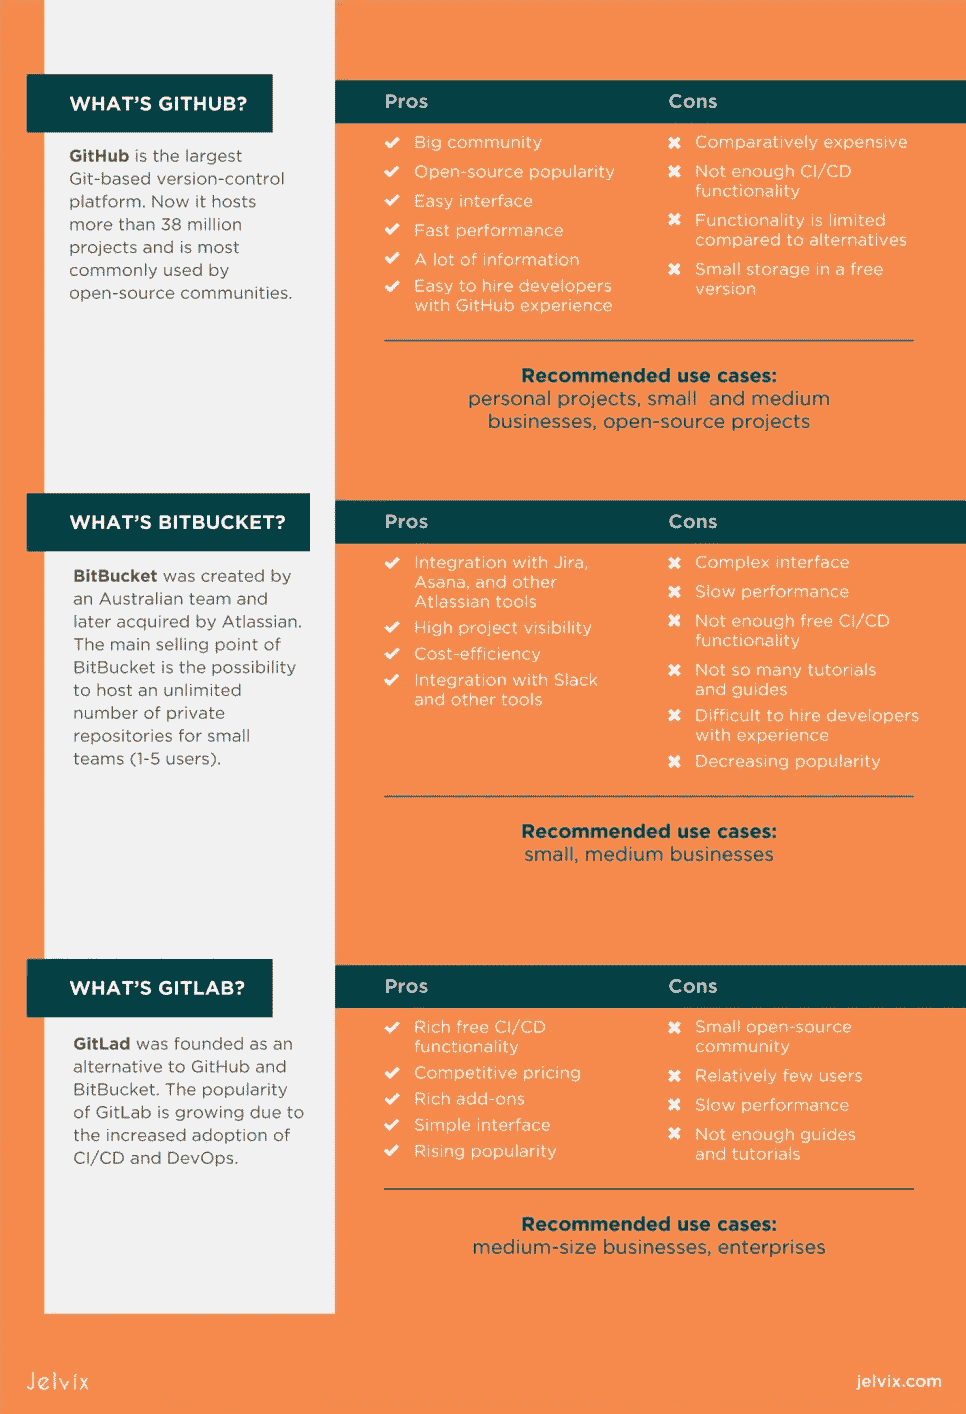 WHAT'S GITHUB?
GitHub is the largest
Git-based version-control
platform. Now it hosts
more than 38 million
projects and is most
commonly used by
open-source communities.
Pros
Big community
Open-source popularity
Easy interface
Fast performance
A lot of information
Easy to hire developers
with GitHub experience
Cons
Comparatively expensive
Not enough CI/CD
functionality
Functionality is limited
compared to alternatives
Small storage in a free
version
Recommended use cases:
personal projects, small and medium
businesses, open-source projects
WHAT'S BITBUCKET?
BitBucket was created by
an Australian team and
later acquired by Atlassian.
The main selling point of
BitBucket is the possibility
to host an unlimited
number of private
repositories for small
teams (1-5 users).
Pros
Integration with Jira,
Asana, and other
Atlassian tools
High project visibility
Cost-efficiency
Integration with Slack
and other tools
Cons
Complex interface
Slow performance
Not enough free CI/CD
functionality
Not so many tutorials
and guides
Difficult to hire developers
with experience
Decreasing popularity
Recommended use cases:
small, medium businesses
WHAT'S GITLAB?
GitLad was founded as an
alternative to GitHub and
BitBucket. The popularity
of GitLab is growing due to
the increased adoption of
CI/CD and DevOps.
Pros
Rich free CI/CD
functionality
Competitive pricing
Rich add-ons
Simple interface
Rising popularity
Cons
Small open-source
community
Relatively few users
Slow performance
Not enough guides
and tutorials
Recommended use cases:
medium-size businesses, enterprises
Jelvix
jelvix.com